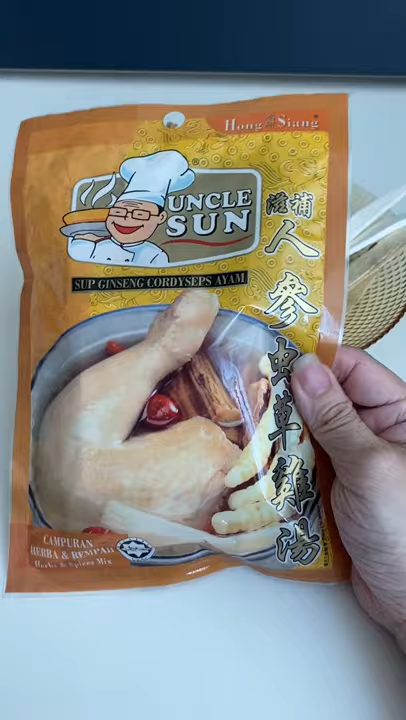 Hong Siang
UNCLE
SUN
SUP GINSENG CORDYSEPS AYAM
滋補
人參虫草雞湯
CAMPURAN
HERBA & REMPAH
Herbs & Spices Mix